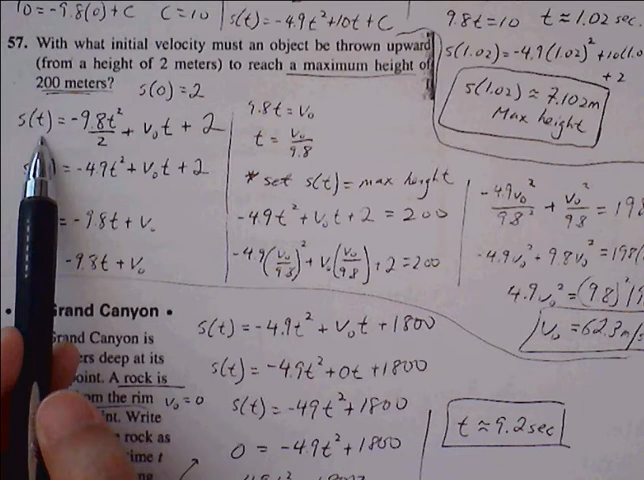 10 = -9.8(0) + C
C = 10
s(t) = -4.9t² + 10t + C
9.8t = 10
t ≈ 1.02 sec.
s(1.02) = -4.9(1.02)² + 10(1.0
+ 2
s(1.02) ≈ 7.102m
Max height
57. With what initial velocity must an object be thrown upward
(from a height of 2 meters) to reach a maximum height of
200 meters?
s(0) = 2
s(t) = -9.8t²/2 + v₀t + 2
= -4.9t² + v₀t + 2
= -9.8t + v₀
-9.8t + v₀
9.8t = v₀
t = v₀/9.8
* set s(t) = max height
-4.9t² + v₀t + 2 = 200
-4.9(v₀/9.8)² + v₀(v₀/9.8) + 2 = 200
-4.9v₀²/9.8² + v₀²/9.8 = 198
-4.9v₀² + 9.8v₀² = 198(
4.9v₀² = (9.8)²19
v₀ = 62.3 m/s
Grand Canyon •
Grand Canyon is
ers deep at its
oint. A rock is
om the rim v₀ = 0
nt. Write
rock as
ime t
ng
s(t) = -4.9t² + v₀t + 1800
s(t) = -4.9t² + 0t + 1800
s(t) = -4.9t² + 1800
0 = -4.9t² + 1800
t ≈ 9.2 sec